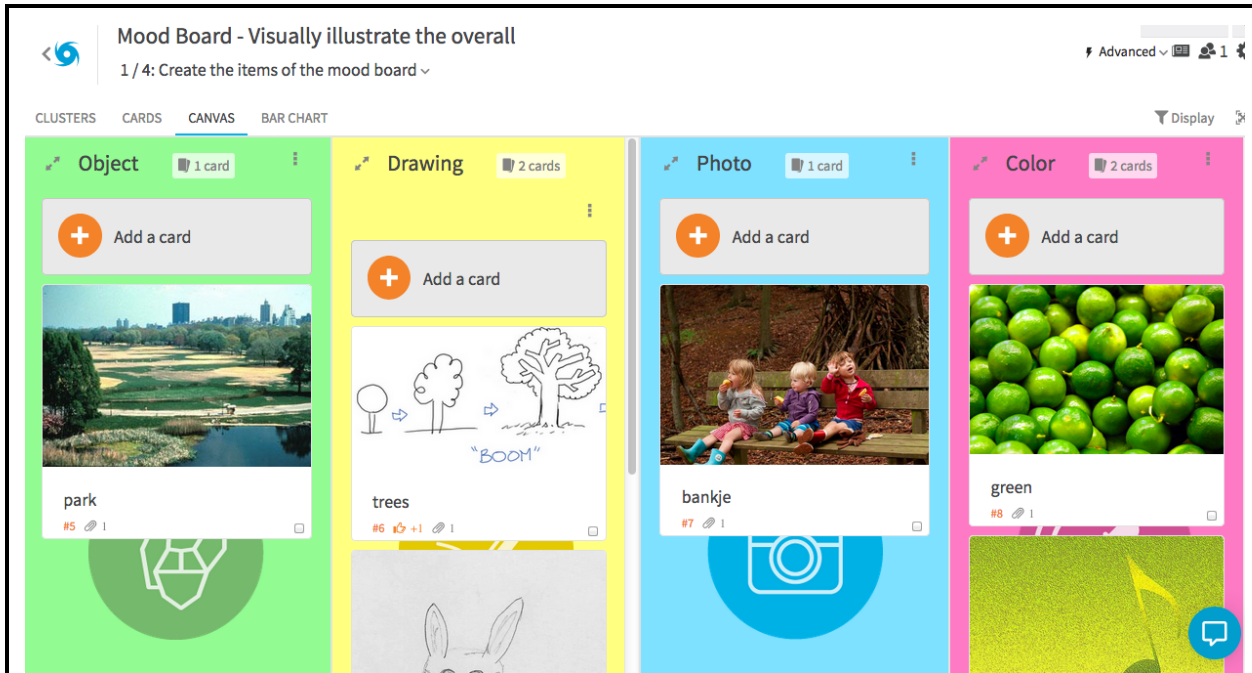 Mood Board - Visually illustrate the overall
1 / 4: Create the items of the mood board
Advanced
1
CLUSTERS CARDS CANVAS BAR CHART
Display
Object 1 card
Drawing 2 cards
Photo 1 card
Color 2 cards
Add a card
Add a card
Add a card
Add a card
"BOOM"
park
#5 1
trees
#6 +1 1
bankje
#7 1
green
#8 1